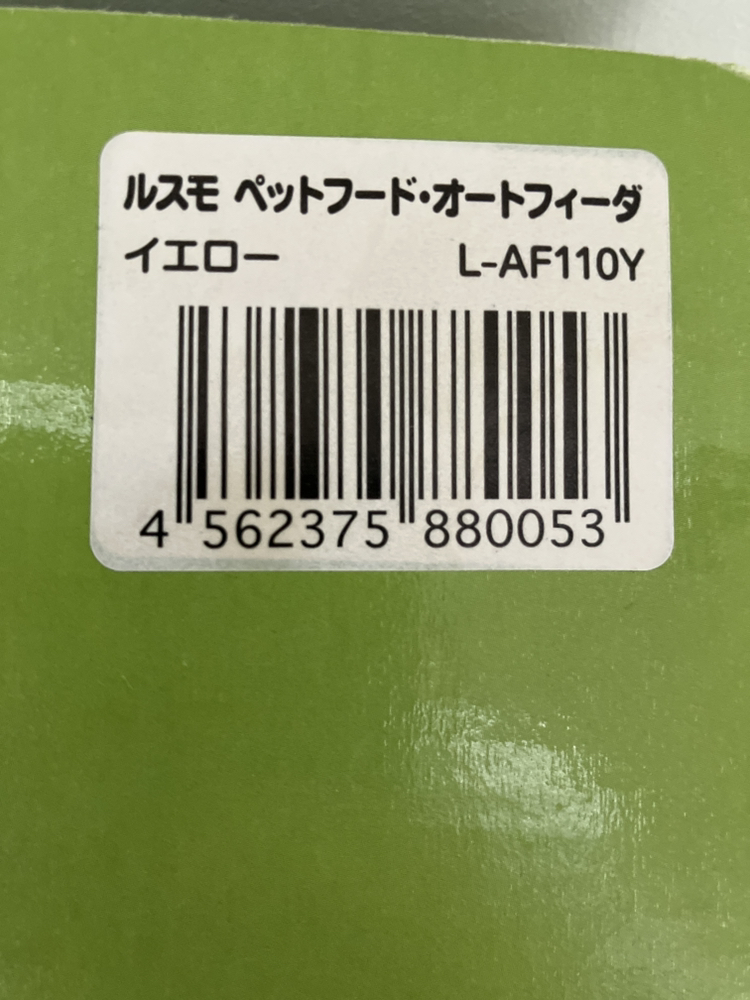 ルスモ ペットフード・オートフィーダ
イエロー L-AF110Y
4 562375 880053